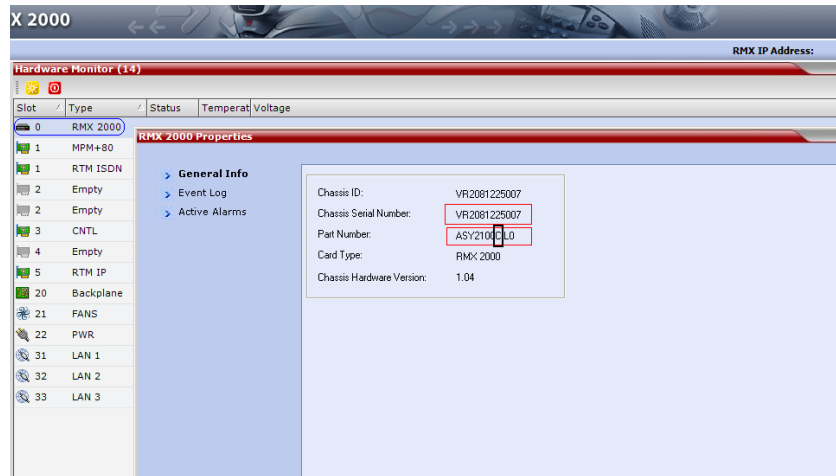 X 2000
RMX IP Address:
Hardware Monitor (14)
Slot Type Status Temperat Voltage
0 RMX 2000
RMX 2000 Properties
1 MPM+80
1 RTM ISDN
2 Empty
2 Empty
3 CNTL
4 Empty
5 RTM IP
20 Backplane
21 FANS
22 PWR
31 LAN 1
32 LAN 2
33 LAN 3
General Info
Event Log
Active Alarms
Chassis ID: VR2081225007
Chassis Serial Number: VR2081225007
Part Number: ASY2100C L0
Card Type: RMX 2000
Chassis Hardware Version: 1.04